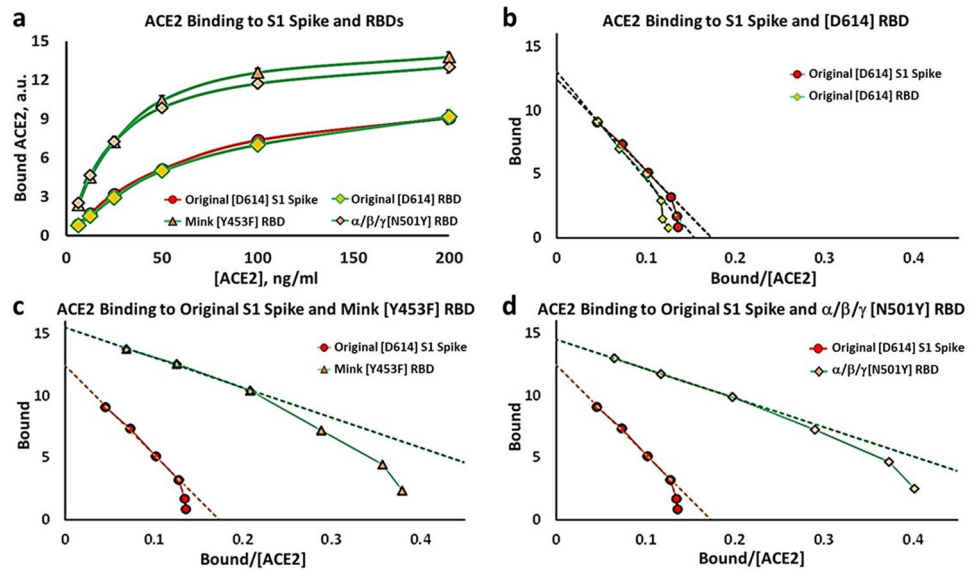 a
ACE2 Binding to S1 Spike and RBDs
15
12
9
6
3
0
Bound ACE2, a.u.
Original [D614] S1 Spike
Original [D614] RBD
Mink [Y453F] RBD
α/β/γ[N501Y] RBD
0 50 100 150 200
[ACE2], ng/ml
b
ACE2 Binding to S1 Spike and [D614] RBD
15
10
5
0
Bound
Original [D614] S1 Spike
Original [D614] RBD
0 0.1 0.2 0.3 0.4
Bound/[ACE2]
c
ACE2 Binding to Original S1 Spike and Mink [Y453F] RBD
15
10
5
0
Bound
Original [D614] S1 Spike
Mink [Y453F] RBD
0 0.1 0.2 0.3 0.4
Bound/[ACE2]
d
ACE2 Binding to Original S1 Spike and α/β/γ [N501Y] RBD
15
10
5
0
Bound
Original [D614] S1 Spike
α/β/γ[N501Y] RBD
0 0.1 0.2 0.3 0.4
Bound/[ACE2]